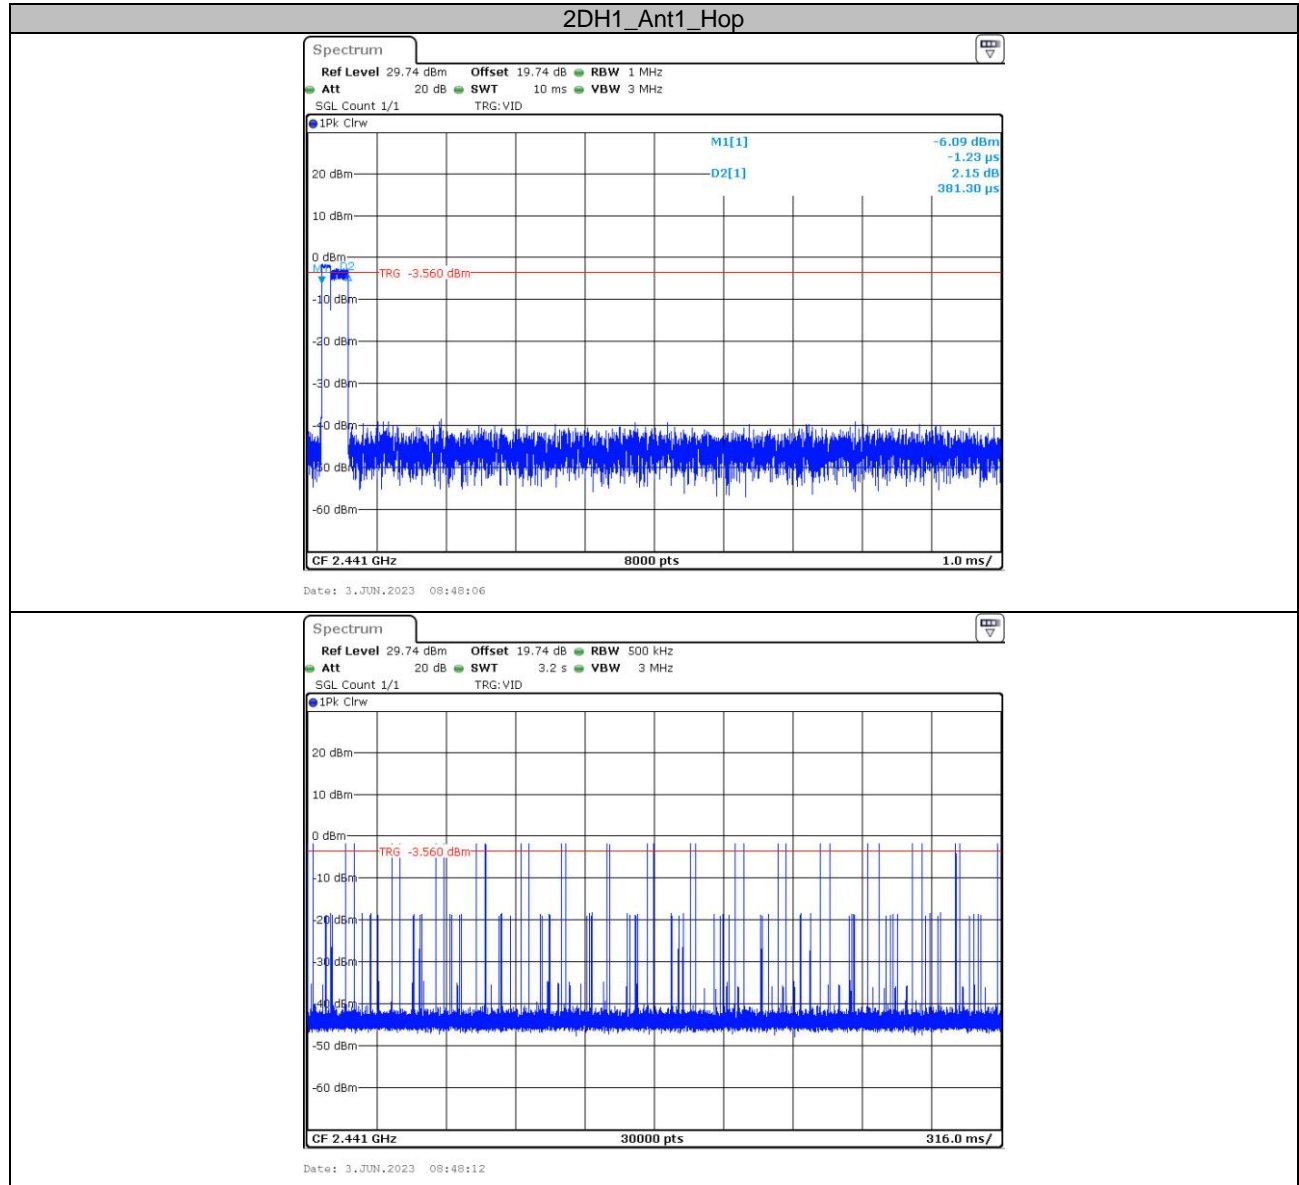 2DH1_Ant1_Hop
Spectrum
Ref Level 29.74 dBm Offset 19.74 dB RBW 1 MHz
Att 20 dB SWT 10 ms VBW 3 MHz
SGL Count 1/1 TRG:VID
1Pk Clrw
M1[1] -6.09 dBm
-1.23 µs
20 dBm D2[1] 2.15 dB
381.30 µs
10 dBm
0 dBm
D2
TRG -3.560 dBm
-10 dBm
-20 dBm
-30 dBm
-40 dBm
-50 dBm
-60 dBm
CF 2.441 GHz 8000 pts 1.0 ms/
Date: 3.JUN.2023 08:48:06
Spectrum
Ref Level 29.74 dBm Offset 19.74 dB RBW 500 kHz
Att 20 dB SWT 3.2 s VBW 3 MHz
SGL Count 1/1 TRG:VID
1Pk Clrw
20 dBm
10 dBm
0 dBm
TRG -3.560 dBm
-10 dBm
-20 dBm
-30 dBm
-40 dBm
-50 dBm
-60 dBm
CF 2.441 GHz 30000 pts 316.0 ms/
Date: 3.JUN.2023 08:48:12